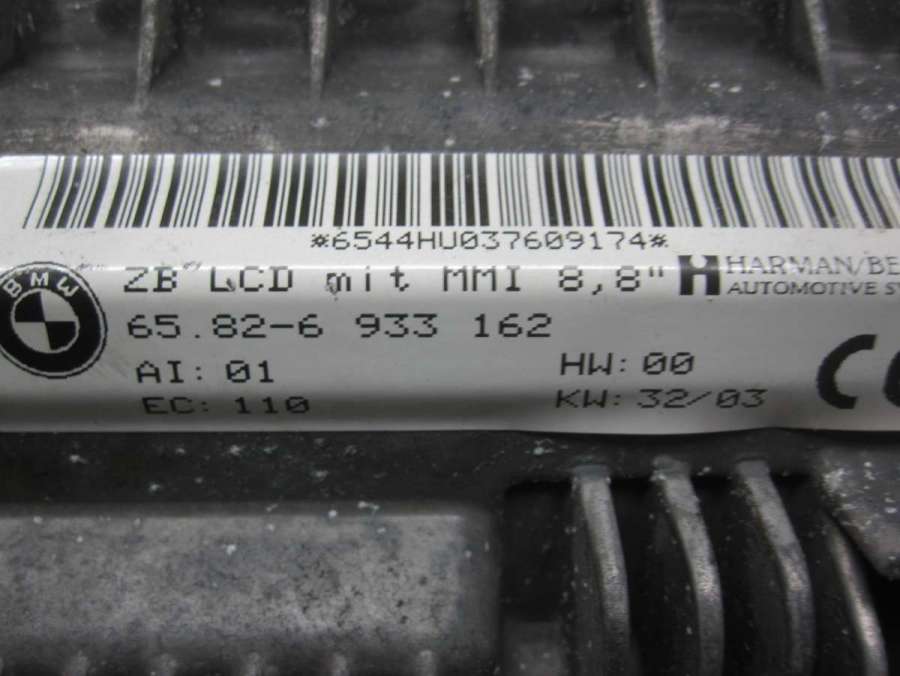 *6544HU037609174*
BMW
ZB LCD mit MMI 8,8" HARMAN/BE
AUTOMOTIVE SY
65.82-6 933 162
AI: 01 HW: 00
EC: 110 KW: 32/03
CE